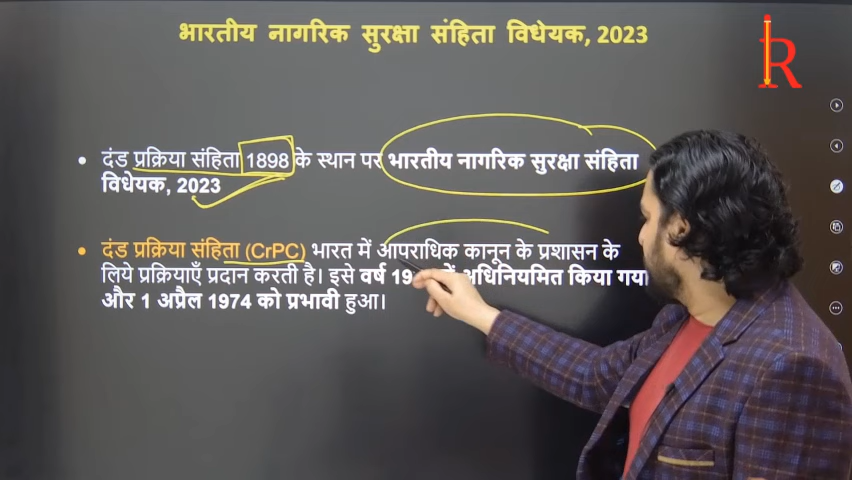 भारतीय नागरिक सुरक्षा संहिता विधेयक, 2023
R
• दंड प्रक्रिया संहिता 1898 के स्थान पर भारतीय नागरिक सुरक्षा संहिता
विधेयक, 2023
• दंड प्रक्रिया संहिता (CrPC) भारत में आपराधिक कानून के प्रशासन के
लिये प्रक्रियाएँ प्रदान करती है। इसे वर्ष में अधिनियमित किया गया
और 1 अप्रैल 1974 को प्रभावी हुआ।